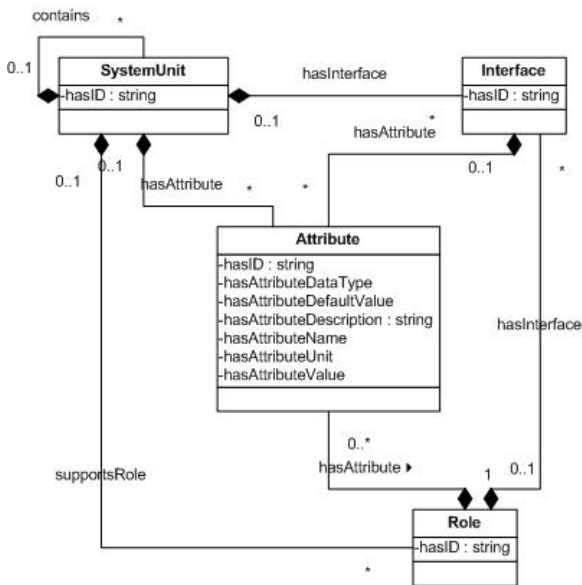 contains
*
0..1
SystemUnit
-hasID : string
hasInterface
Interface
-hasID : string
0..1
*
hasAttribute
0..1
0..1
0..1
*
hasAttribute
*
*
Attribute
-hasID : string
-hasAttributeDataType
-hasAttributeDefaultValue
-hasAttributeDescription : string
-hasAttributeName
-hasAttributeUnit
-hasAttributeValue
hasInterface
0..*
hasAttribute
supportsRole
1
0..1
Role
-hasID : string
*